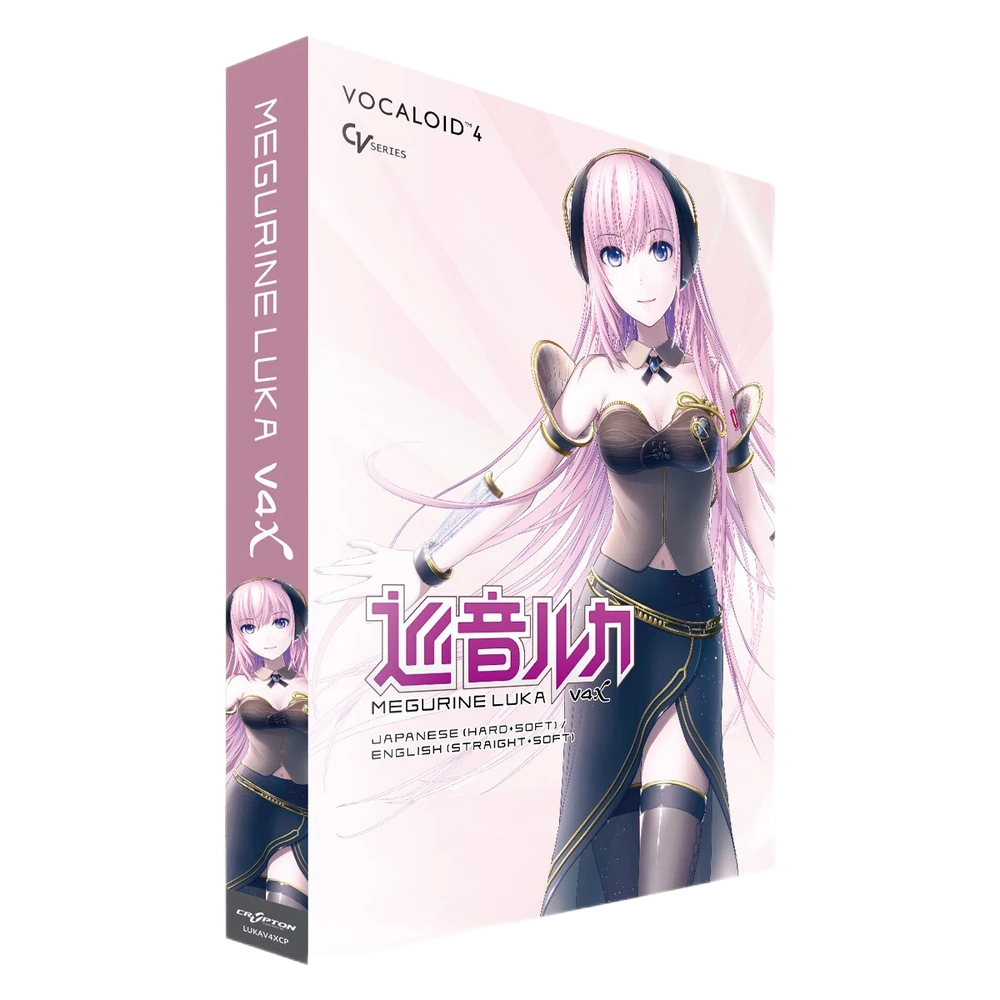 MEGURINE LUKA V4X
CRYPTON
LUKAV4XCP
VOCALOID™4
CV SERIES
巡音ルカ
MEGURINE LUKA V4X
JAPANESE (HARD+SOFT) /
ENGLISH (STRAIGHT+SOFT)